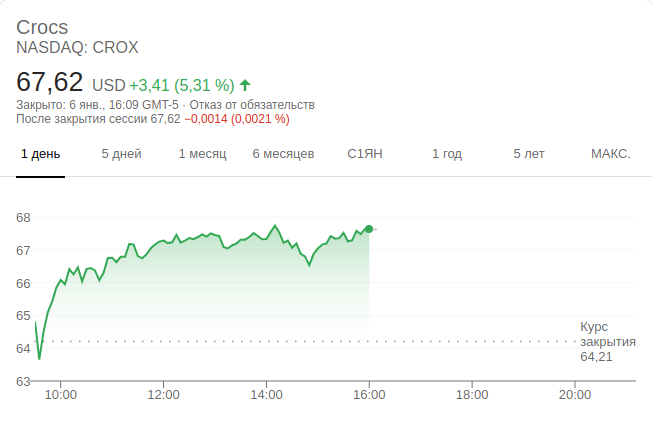 Crocs
NASDAQ: CROX
67,62 USD +3,41 (5,31 %)
Закрыто: 6 янв., 16:09 GMT-5 · Отказ от обязательств
После закрытия сессии 67,62 −0,0014 (0,0021 %)
1 день 5 дней 1 месяц 6 месяцев С1ЯН 1 год 5 лет МАКС.
68
67
66
65
64
63
Курс
закрытия
64,21
10:00 12:00 14:00 16:00 18:00 20:00